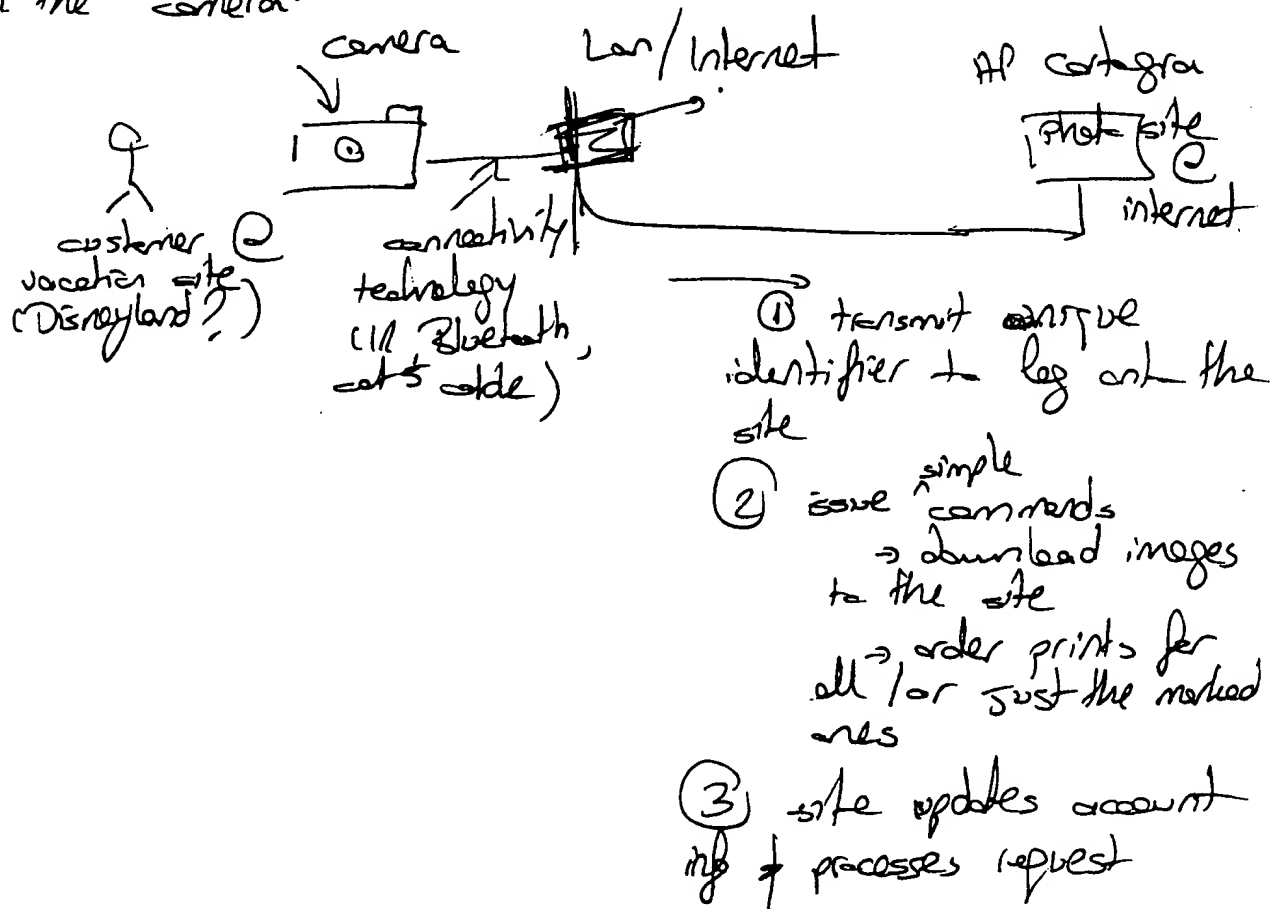 the camera.
camera
Lan/Internet
HP cartogra
photo site
@
internet.
customer @
vacation site
(Disneyland?)
connectivity
technology
(IR Bluetooth,
cat5 cable)
① transmit unique
identifier to log onto the
site
② issue simple commands
→ download images
to the site
→ order prints for
all / or just the marked
ones
③ site updates account
info & processes request